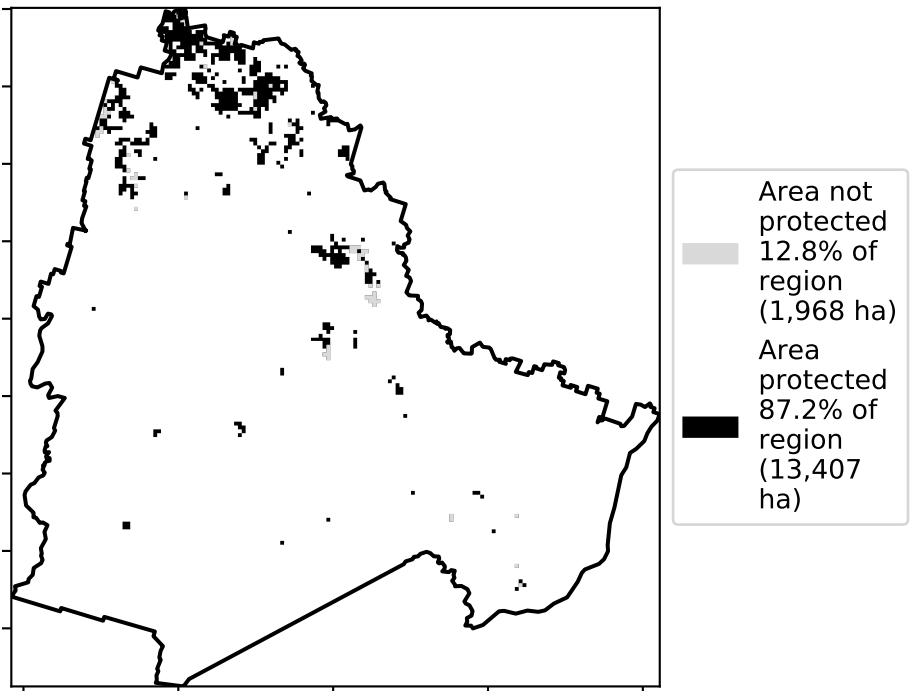 Area not
protected
12.8% of
region
(1,968 ha)
Area
protected
87.2% of
region
(13,407
ha)